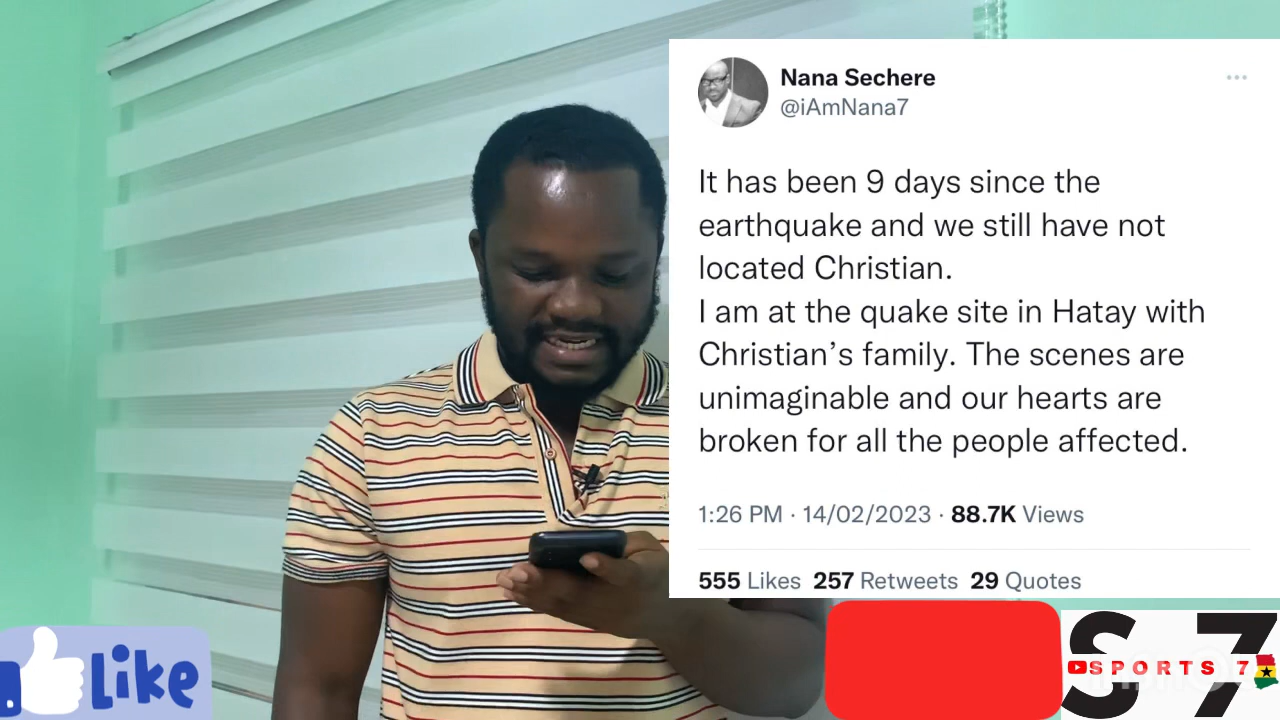 Nana Sechere
@iAmNana7
It has been 9 days since the
earthquake and we still have not
located Christian.
I am at the quake site in Hatay with
Christian’s family. The scenes are
unimaginable and our hearts are
broken for all the people affected.
1:26 PM · 14/02/2023 · 88.7K Views
555 Likes 257 Retweets 29 Quotes
Like
S 7
SPORTS 7